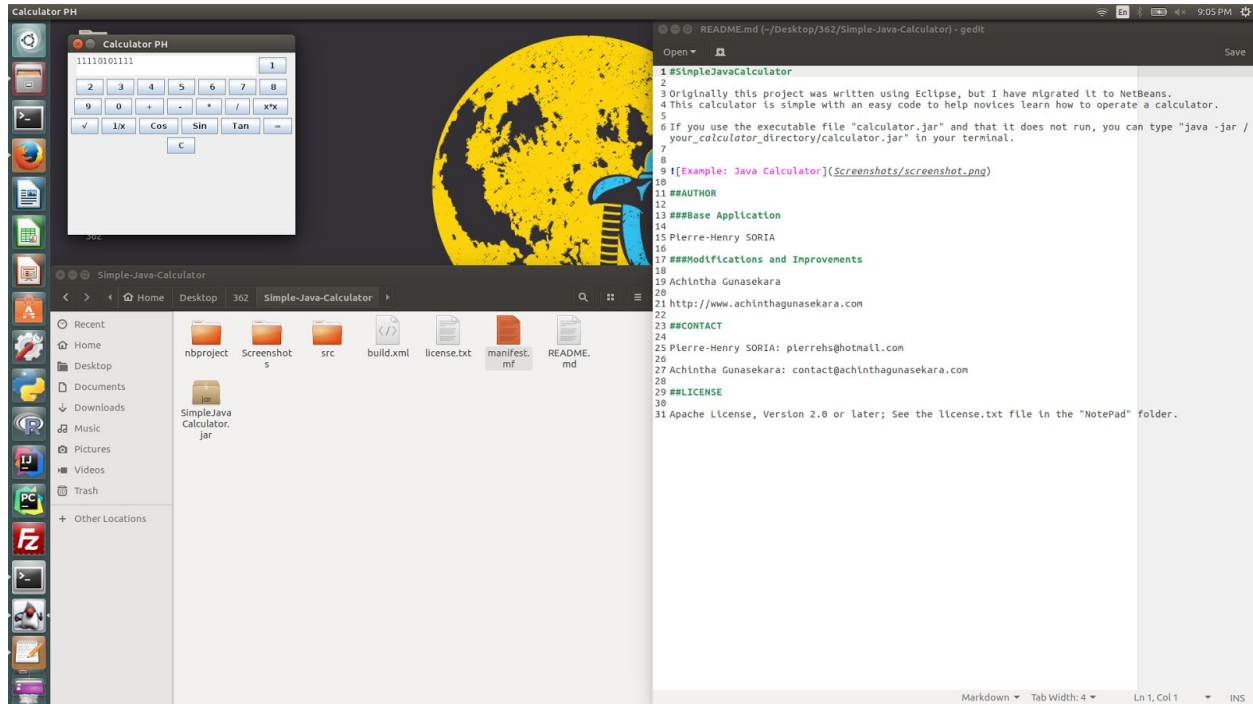 Calculator PH
En
9:05 PM
Calculator PH
11110101111
1
2 3 4 5 6 7 8
9 0 + - * / x*x
√ 1/x Cos Sin Tan =
C
362
Simple-Java-Calculator
Home Desktop 362 Simple-Java-Calculator
Recent
Home
Desktop
Documents
Downloads
Music
Pictures
Videos
Trash
+ Other Locations
nbproject
Screenshot
s
src
build.xml
license.txt
manifest.
mf
README.
md
jar
SimpleJava
Calculator.
jar
README.md (~/Desktop/362/Simple-Java-Calculator) - gedit
Open Save
1 #SimpleJavaCalculator
2
3 Originally this project was written using Eclipse, but I have migrated it to NetBeans.
4 This calculator is simple with an easy code to help novices learn how to operate a calculator.
5
6 If you use the executable file "calculator.jar" and that it does not run, you can type "java -jar /
your_calculator_directory/calculator.jar" in your terminal.
7
8
9 ![Example: Java Calculator](Screenshots/screenshot.png)
10
11 ##AUTHOR
12
13 ###Base Application
14
15 Pierre-Henry SORIA
16
17 ###Modifications and Improvements
18
19 Achintha Gunasekara
20
21 http://www.achinthagunasekara.com
22
23 ##CONTACT
24
25 Pierre-Henry SORIA: pierrehs@hotmail.com
26
27 Achintha Gunasekara: contact@achinthagunasekara.com
28
29 ##LICENSE
30
31 Apache License, Version 2.0 or later; See the license.txt file in the "NotePad" folder.
Markdown Tab Width: 4 Ln 1, Col 1 INS
>_
A
R
IJ
PC
Fz
>_